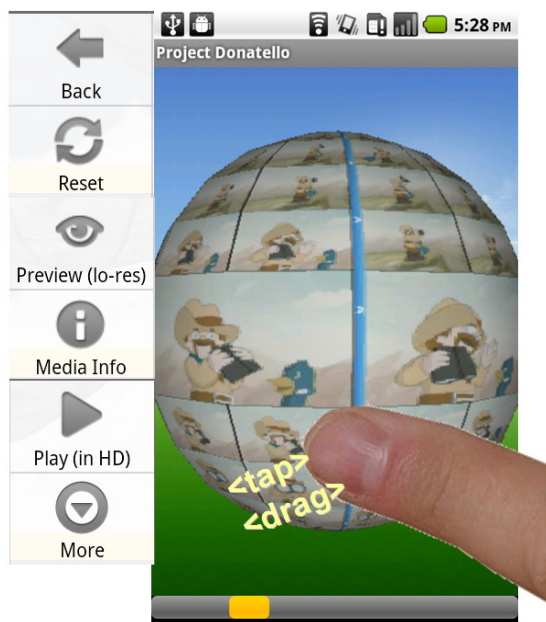 5:28 PM
Project Donatello
Back
Reset
Preview (lo-res)
Media Info
Play (in HD)
More
<tap>
<drag>